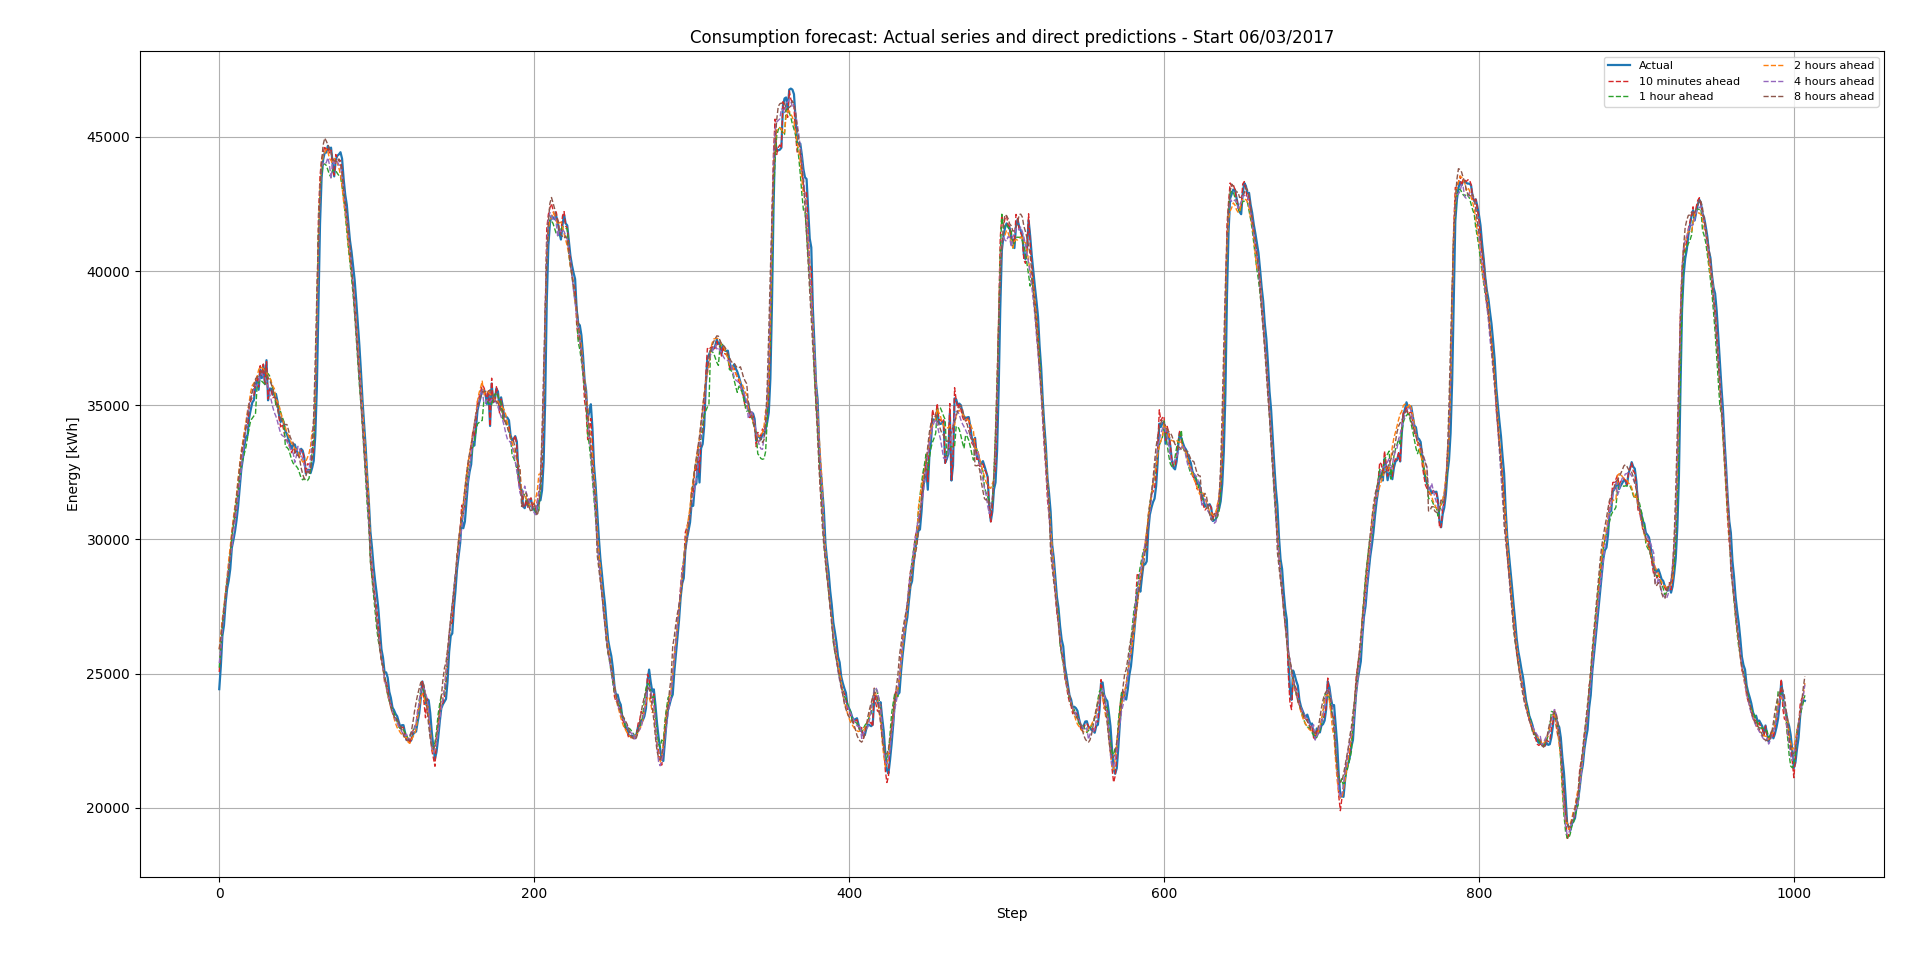 Consumption forecast: Actual series and direct predictions - Start 06/03/2017
Actual
10 minutes ahead
1 hour ahead
2 hours ahead
4 hours ahead
8 hours ahead
Energy [kWh]
45000
40000
35000
30000
25000
20000
0 200 400 600 800 1000
Step